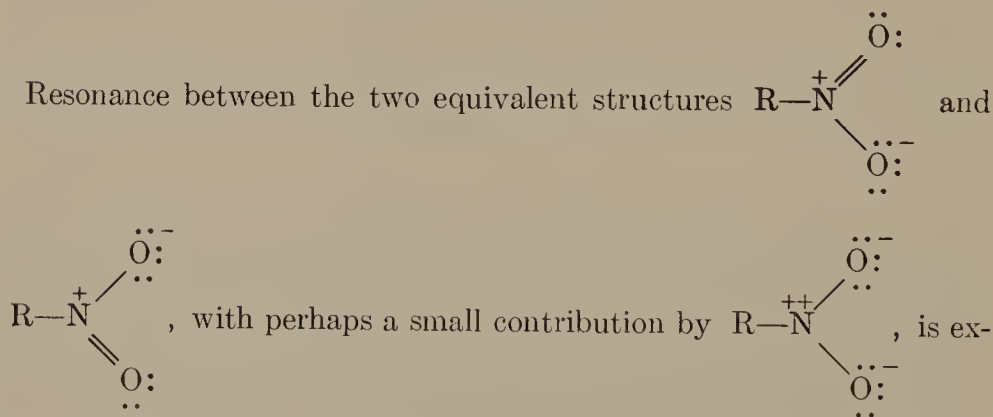 Resonance between the two equivalent structures R—N⁺(=Ö:)(—Ö:⁻) and
R—N⁺(—Ö:⁻)(=O:), with perhaps a small contribution by R—N⁺⁺(—Ö:⁻)(—Ö:⁻), is ex-